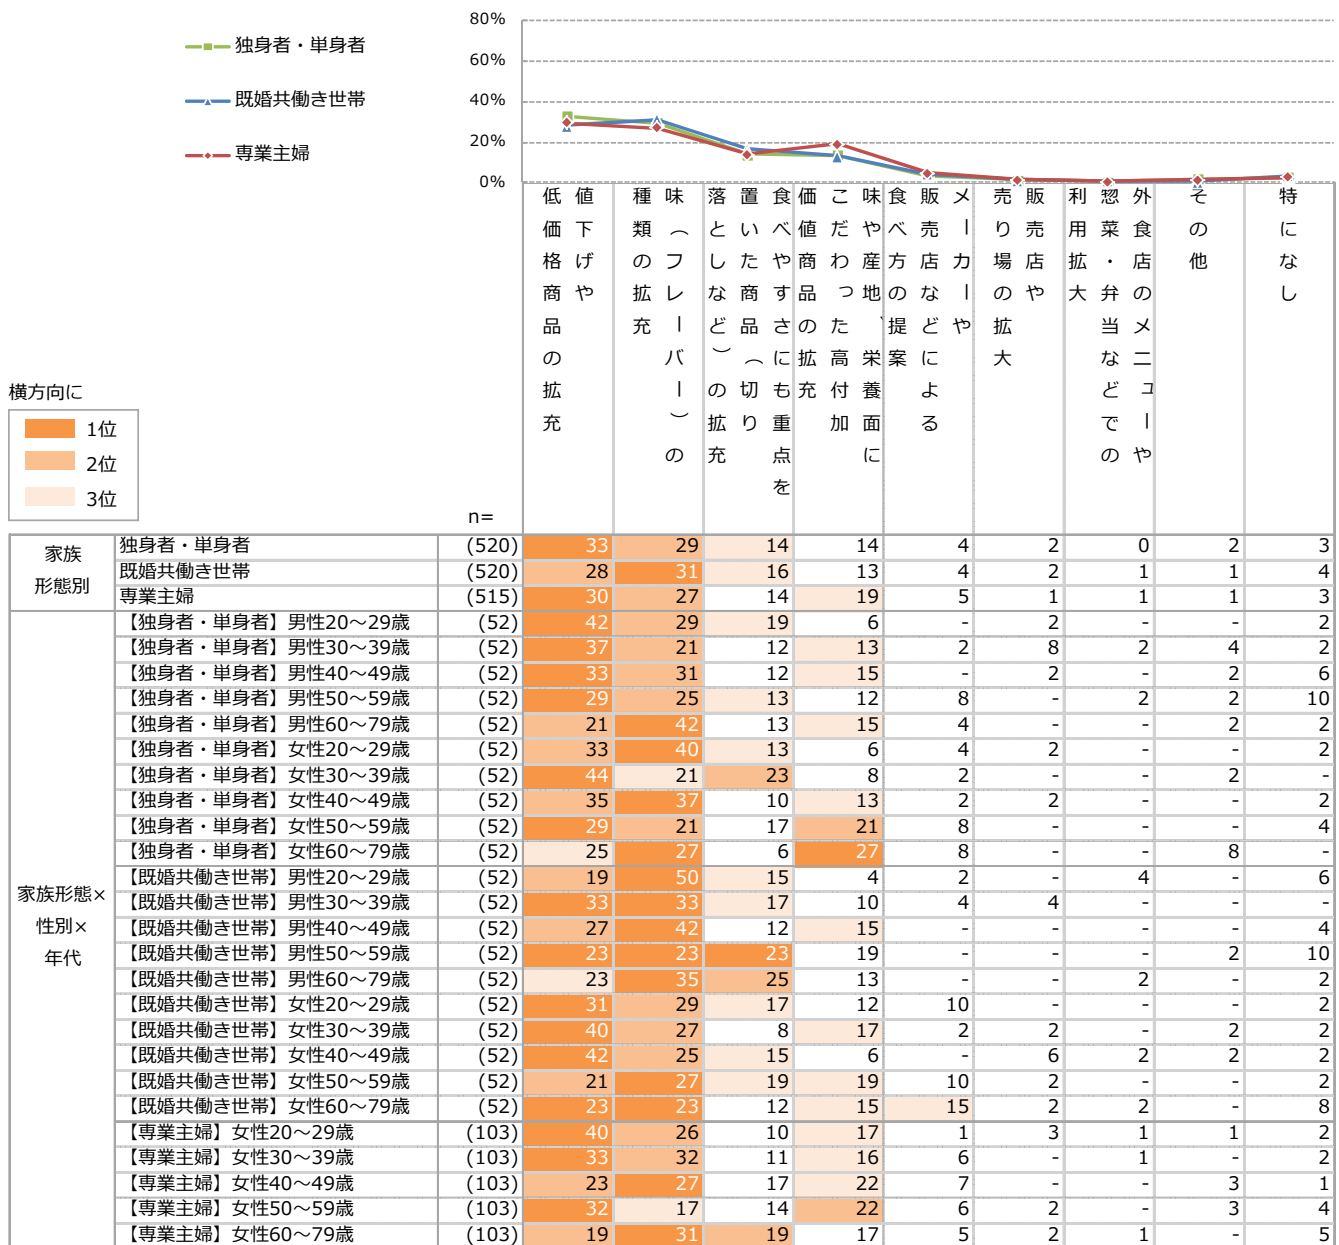 80%
60%
40%
20%
0%
独身者・単身者
既婚共働き世帯
専業主婦
値下げや
低価格商品の拡充
味（フレーバー）の
種類の拡充
食べやすさにも重点を
置いた商品（切り
落としなど）の拡充
味や産地、栄養面に
こだわった高付加
価値商品の拡充
メーカーや
販売店などによる
食べ方の提案
販売店や
売り場の拡大
外食店のメニューや
惣菜・弁当などでの
利用拡大
その他
特になし
横方向に
1位
2位
3位
n=
家族
形態別
独身者・単身者 (520) 33 29 14 14 4 2 0 2 3
既婚共働き世帯 (520) 28 31 16 13 4 2 1 1 4
専業主婦 (515) 30 27 14 19 5 1 1 1 3
家族形態×
性別×
年代
【独身者・単身者】男性20～29歳 (52) 42 29 19 6 - 2 - - 2
【独身者・単身者】男性30～39歳 (52) 37 21 12 13 2 8 2 4 2
【独身者・単身者】男性40～49歳 (52) 33 31 12 15 - 2 - 2 6
【独身者・単身者】男性50～59歳 (52) 29 25 13 12 8 - 2 2 10
【独身者・単身者】男性60～79歳 (52) 21 42 13 15 4 - - 2 2
【独身者・単身者】女性20～29歳 (52) 33 40 13 6 4 2 - - 2
【独身者・単身者】女性30～39歳 (52) 44 21 23 8 2 - - 2 -
【独身者・単身者】女性40～49歳 (52) 35 37 10 13 2 2 - - 2
【独身者・単身者】女性50～59歳 (52) 29 21 17 21 8 - - - 4
【独身者・単身者】女性60～79歳 (52) 25 27 6 27 8 - - 8 -
【既婚共働き世帯】男性20～29歳 (52) 19 50 15 4 2 - 4 - 6
【既婚共働き世帯】男性30～39歳 (52) 33 33 17 10 4 4 - - -
【既婚共働き世帯】男性40～49歳 (52) 27 42 12 15 - - - - 4
【既婚共働き世帯】男性50～59歳 (52) 23 23 23 19 - - - 2 10
【既婚共働き世帯】男性60～79歳 (52) 23 35 25 13 - - 2 - 2
【既婚共働き世帯】女性20～29歳 (52) 31 29 17 12 10 - - - 2
【既婚共働き世帯】女性30～39歳 (52) 40 27 8 17 2 2 - 2 2
【既婚共働き世帯】女性40～49歳 (52) 42 25 15 6 - 6 2 2 2
【既婚共働き世帯】女性50～59歳 (52) 21 27 19 19 10 2 - - 2
【既婚共働き世帯】女性60～79歳 (52) 23 23 12 15 15 2 2 - 8
【専業主婦】女性20～29歳 (103) 40 26 10 17 1 3 1 1 2
【専業主婦】女性30～39歳 (103) 33 32 11 16 6 - 1 - 2
【専業主婦】女性40～49歳 (103) 23 27 17 22 7 - - 3 1
【専業主婦】女性50～59歳 (103) 32 17 14 22 6 2 - 3 4
【専業主婦】女性60～79歳 (103) 19 31 19 17 5 2 1 - 5